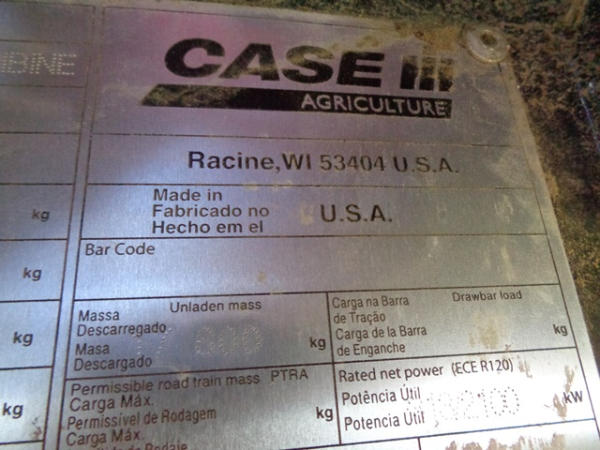 BINE
CASE IH
AGRICULTURE
Racine, WI 53404 U.S.A.
Made in
Fabricado no
Hecho em el
U.S.A.
kg
Bar Code
kg
Unladen mass
Massa
Descarregado
Masa
Descargado
kg
Drawbar load
Carga na Barra
de Tração
Carga de la Barra
de Enganche
kg
kg
Permissible road train mass PTRA
Carga Máx.
Permissível de Rodagem
Carga Máx.
kg
Rated net power (ECE R120)
Potência Útil
Potência Útil
kW
kg